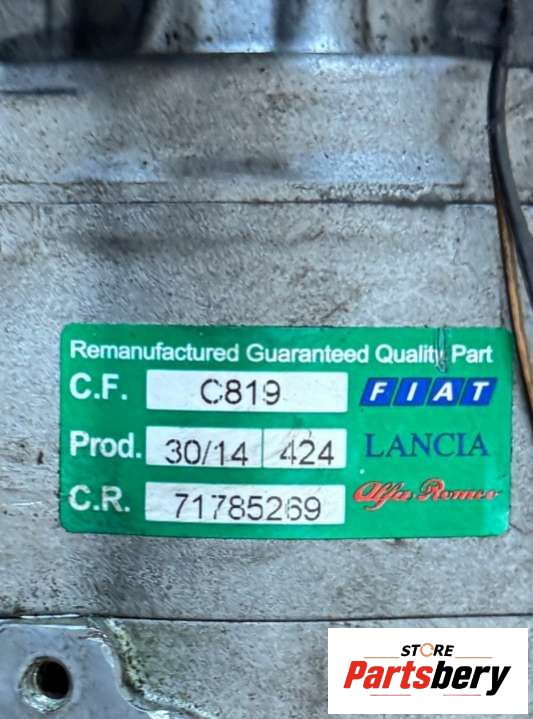 Remanufactured Guaranteed Quality Part
C.F. C819 FIAT
Prod. 30/14 424 LANCIA
C.R. 71785269 Alfa Romeo
STORE
Partsbery